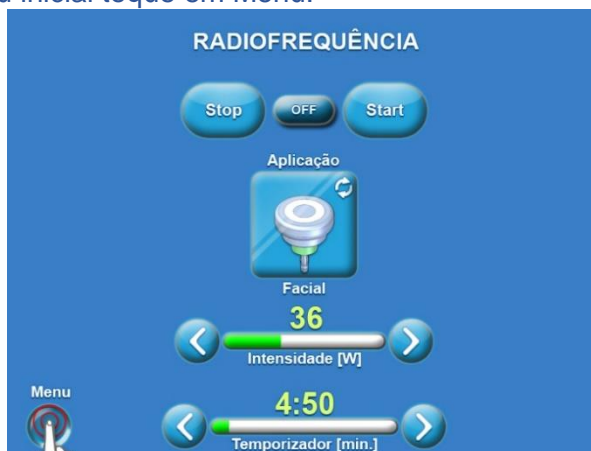 inicial toque em Menu.
RADIOFREQUÊNCIA
Stop OFF Start
Aplicação
Facial
36
Intensidade [W]
Menu
4:50
Temporizador [min.]